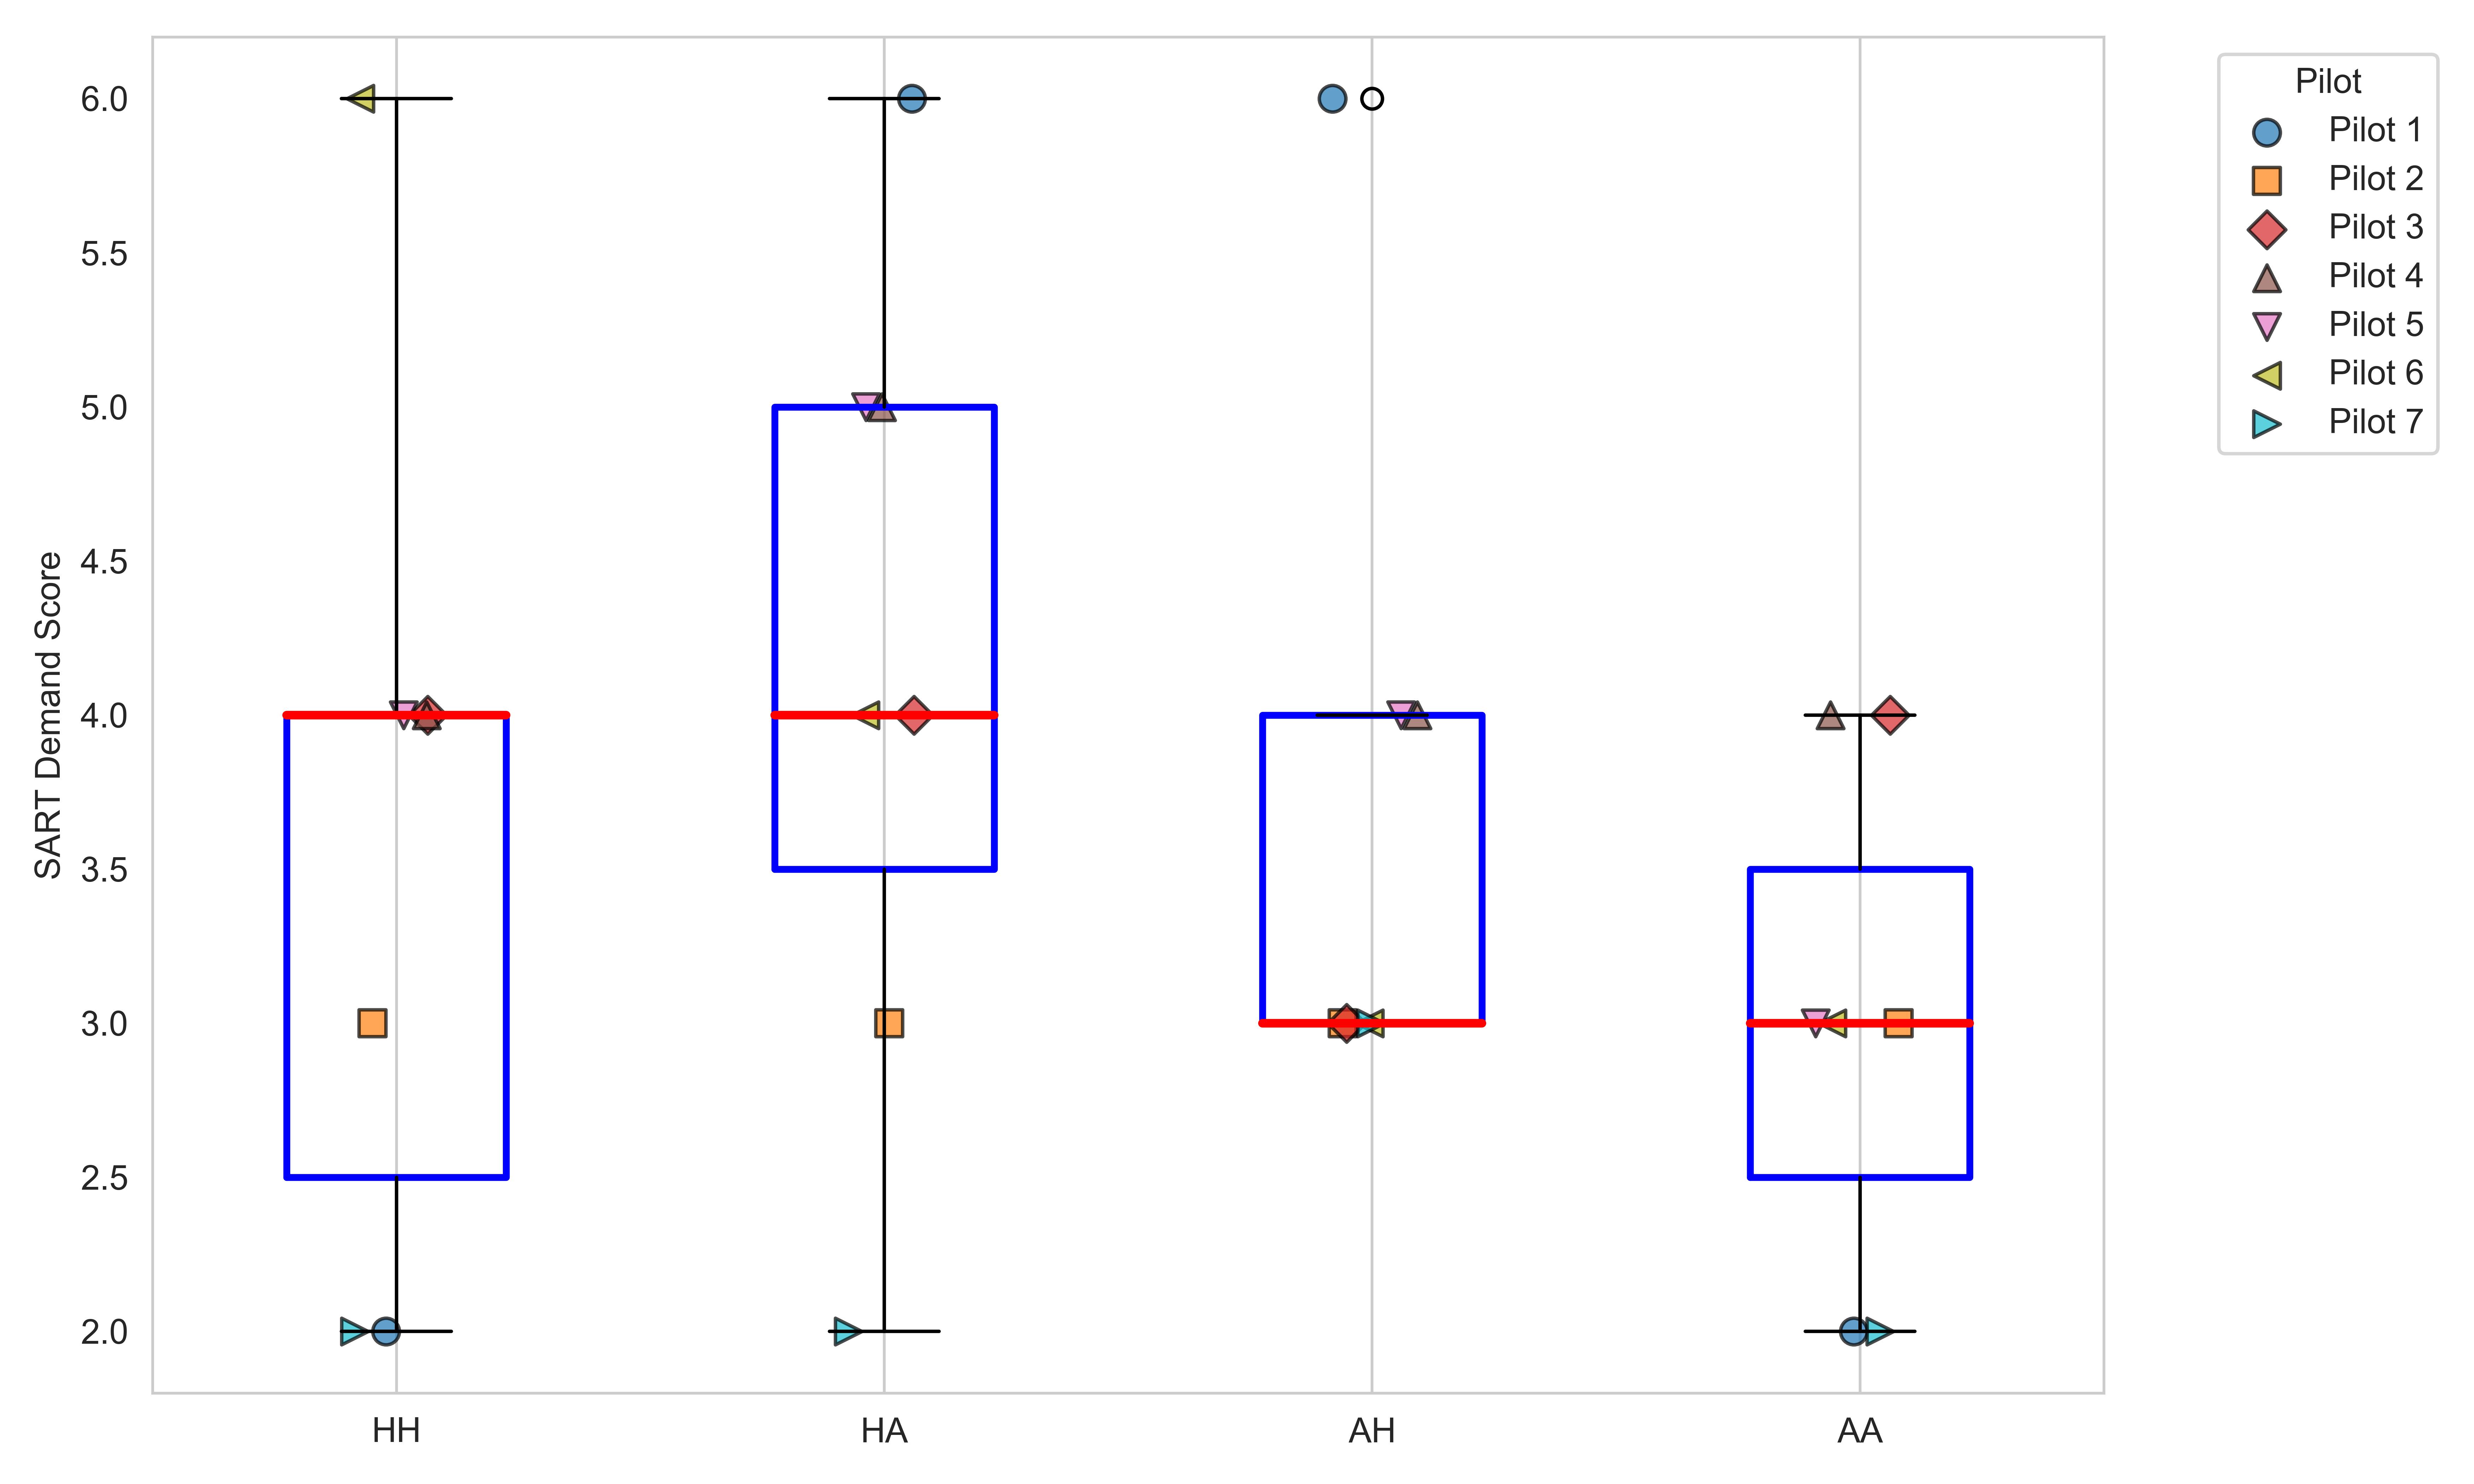 SART Demand Score
6.0
5.5
5.0
4.5
4.0
3.5
3.0
2.5
2.0
HH
HA
AH
AA
Pilot
Pilot 1
Pilot 2
Pilot 3
Pilot 4
Pilot 5
Pilot 6
Pilot 7